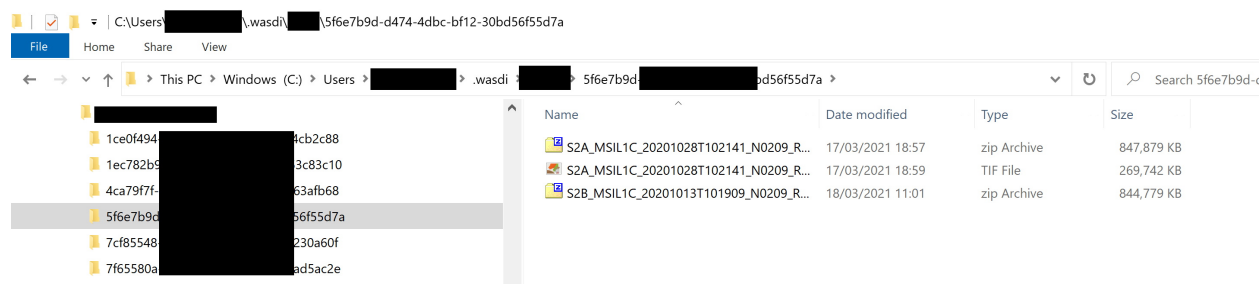 C:\Users\ \.wasdi\ \5f6e7b9d-d474-4dbc-bf12-30bd56f55d7a
File Home Share View
This PC > Windows (C:) > Users > > .wasdi > > 5f6e7b9d- bd56f55d7a > Search 5f6e7b9d-d
Name Date modified Type Size
1ce0f494- 4cb2c88
S2A_MSIL1C_20201028T102141_N0209_R... 17/03/2021 18:57 zip Archive 847,879 KB
1ec782b9 3c83c10
S2A_MSIL1C_20201028T102141_N0209_R... 17/03/2021 18:59 TIF File 269,742 KB
4ca79f7f- 63afb68
S2B_MSIL1C_20201013T101909_N0209_R... 18/03/2021 11:01 zip Archive 844,779 KB
5f6e7b9d 56f55d7a
7cf85548- 230a60f
7f65580a ad5ac2e